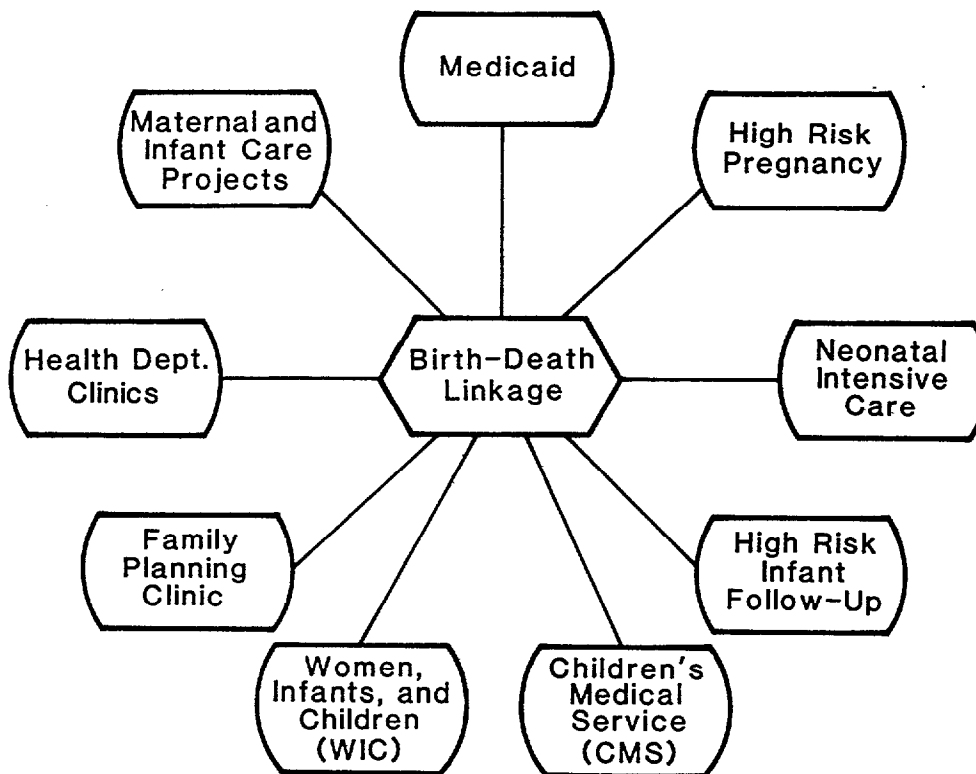 Medicaid
Maternal and
Infant Care
Projects
High Risk
Pregnancy
Health Dept.
Clinics
Birth-Death
Linkage
Neonatal
Intensive
Care
Family
Planning
Clinic
High Risk
Infant
Follow-Up
Women,
Infants, and
Children
(WIC)
Children's
Medical
Service
(CMS)